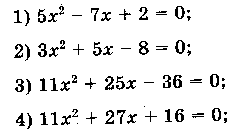 1) 5x² − 7x + 2 = 0;
2) 3x² + 5x − 8 = 0;
3) 11x² + 25x − 36 = 0;
4) 11x² + 27x + 16 = 0;